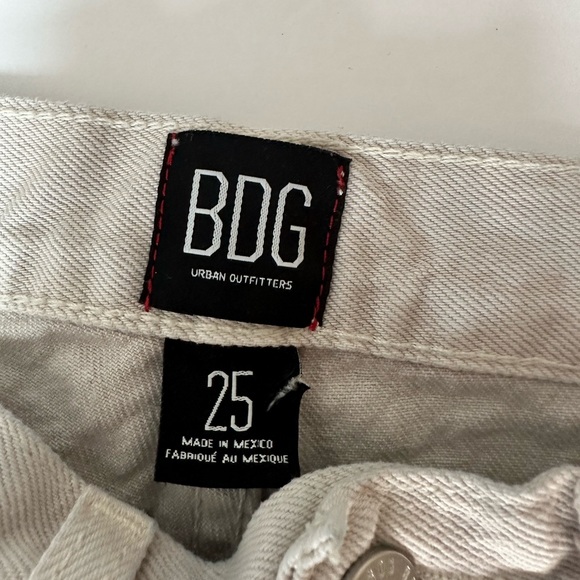 BDG
URBAN OUTFITTERS
25
MADE IN MEXICO
FABRIQUÉ AU MEXIQUE